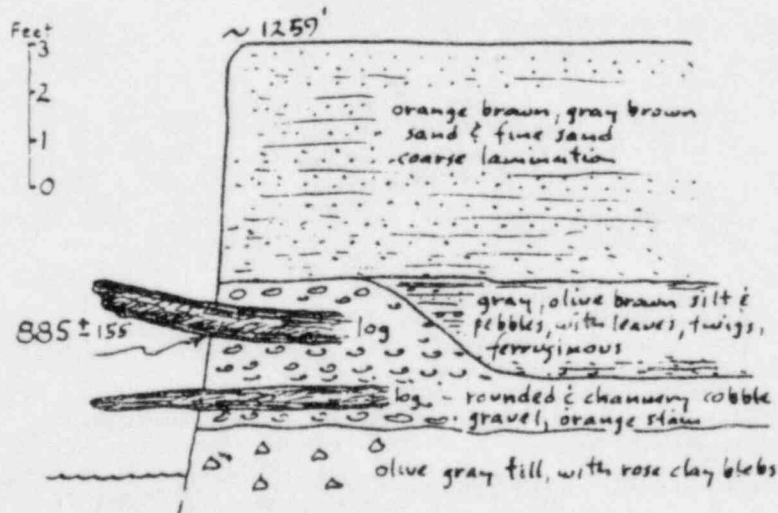 Feet
~ 1259'
3
2
1
0
orange brown, gray brown
sand & fine sand
coarse lamination
gray, olive brown silt &
pebbles, with leaves, twigs,
ferruginous
885 ± 155
log
log - rounded & channery cobble
gravel, orange stain
olive gray till, with rose clay blebs